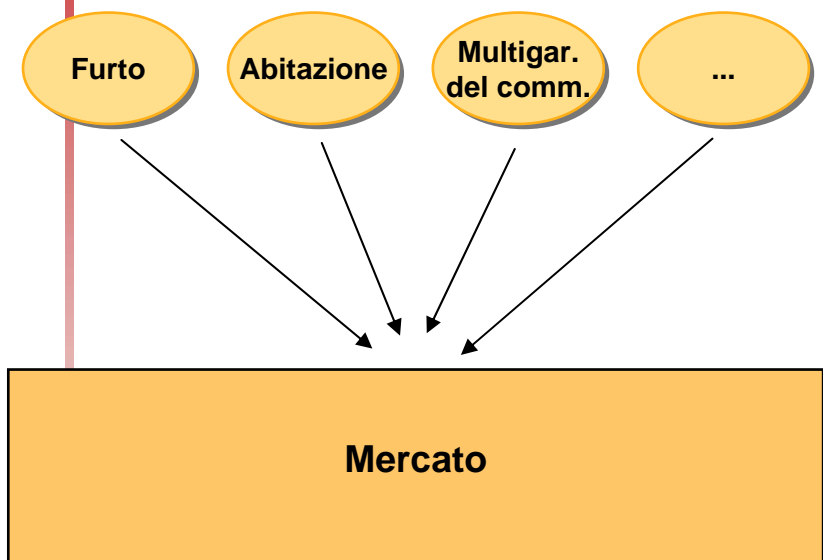 Furto
Abitazione
Multigar.
del comm.
...
Mercato